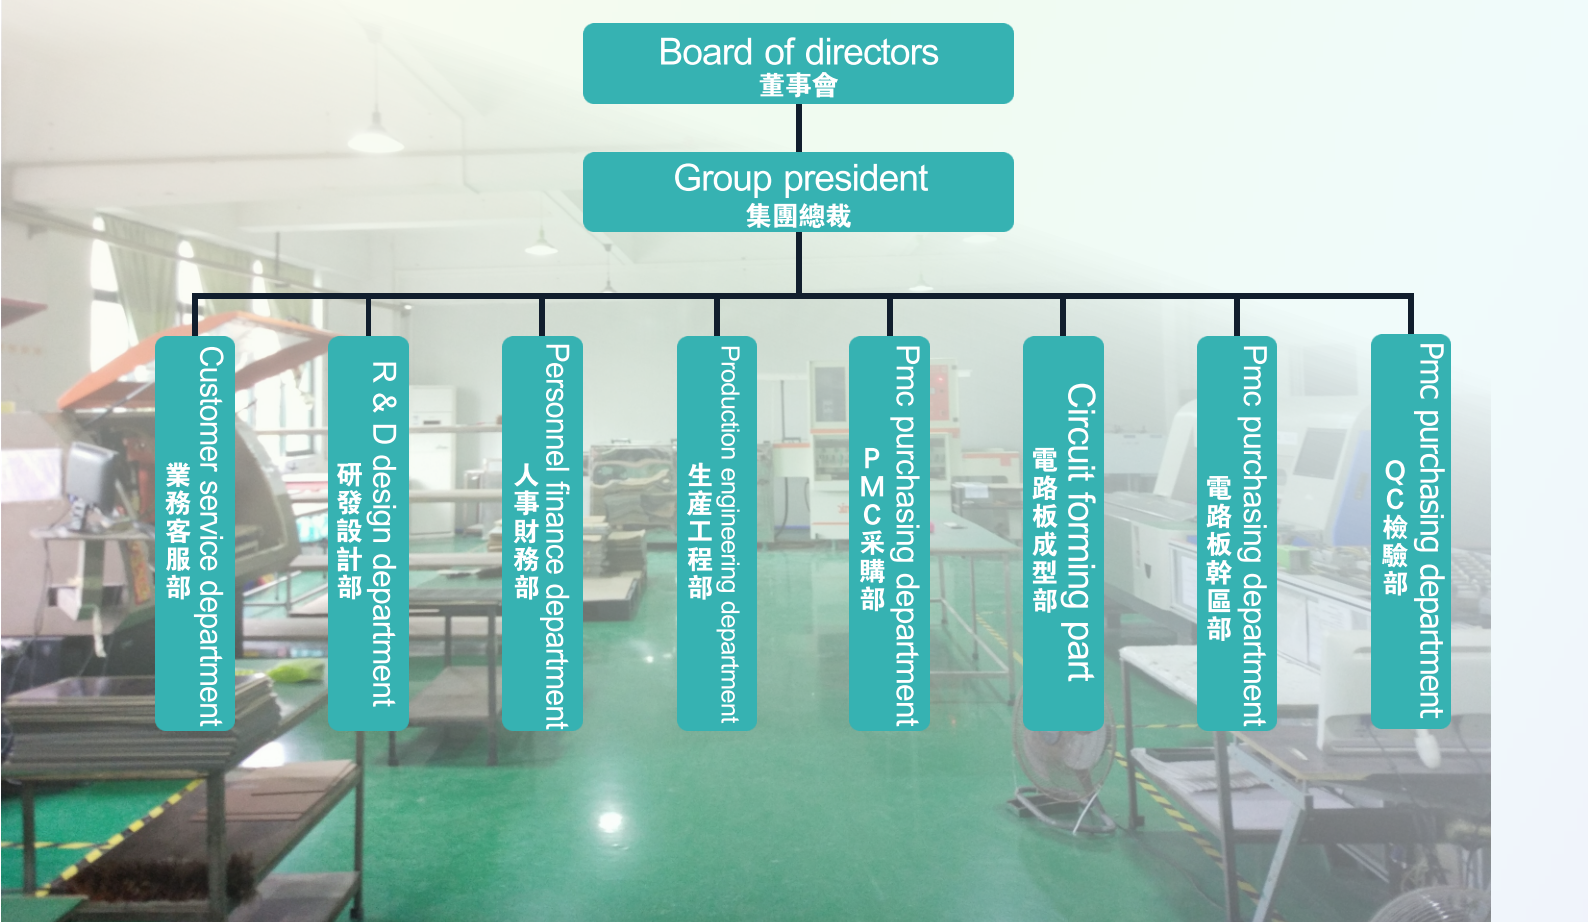 Board of directors
董事會
Group president
集團總裁
Customer service department
業務客服部
R & D design department
研發設計部
Personnel finance department
人事財務部
Production engineering department
生産工程部
Pmc purchasing department
PMC采購部
Circuit forming part
電路板成型部
Pmc purchasing department
電路板幹區部
Pmc purchasing department
QC檢驗部